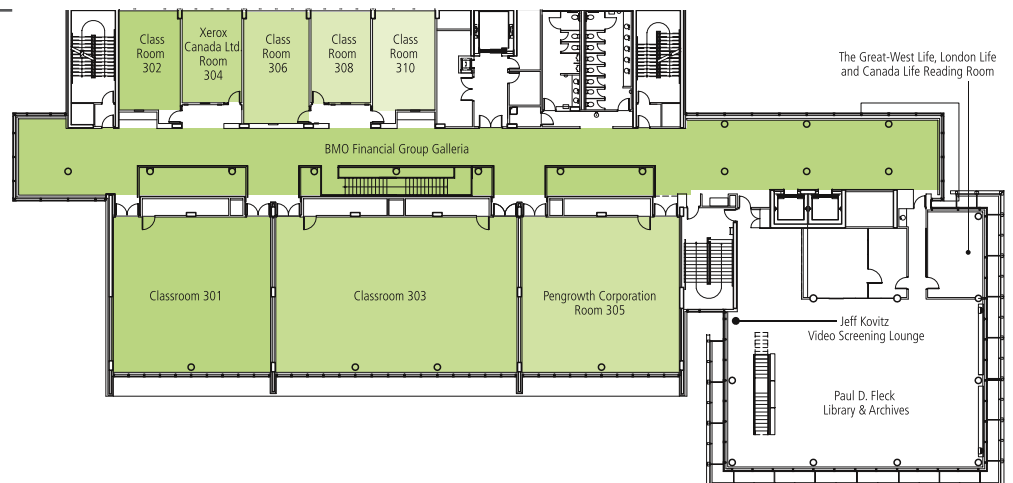 Class
Room
302
Xerox
Canada Ltd.
Room
304
Class
Room
306
Class
Room
308
Class
Room
310
The Great-West Life, London Life
and Canada Life Reading Room
BMO Financial Group Galleria
Classroom 301
Classroom 303
Pengrowth Corporation
Room 305
Jeff Kovitz
Video Screening Lounge
Paul D. Fleck
Library & Archives